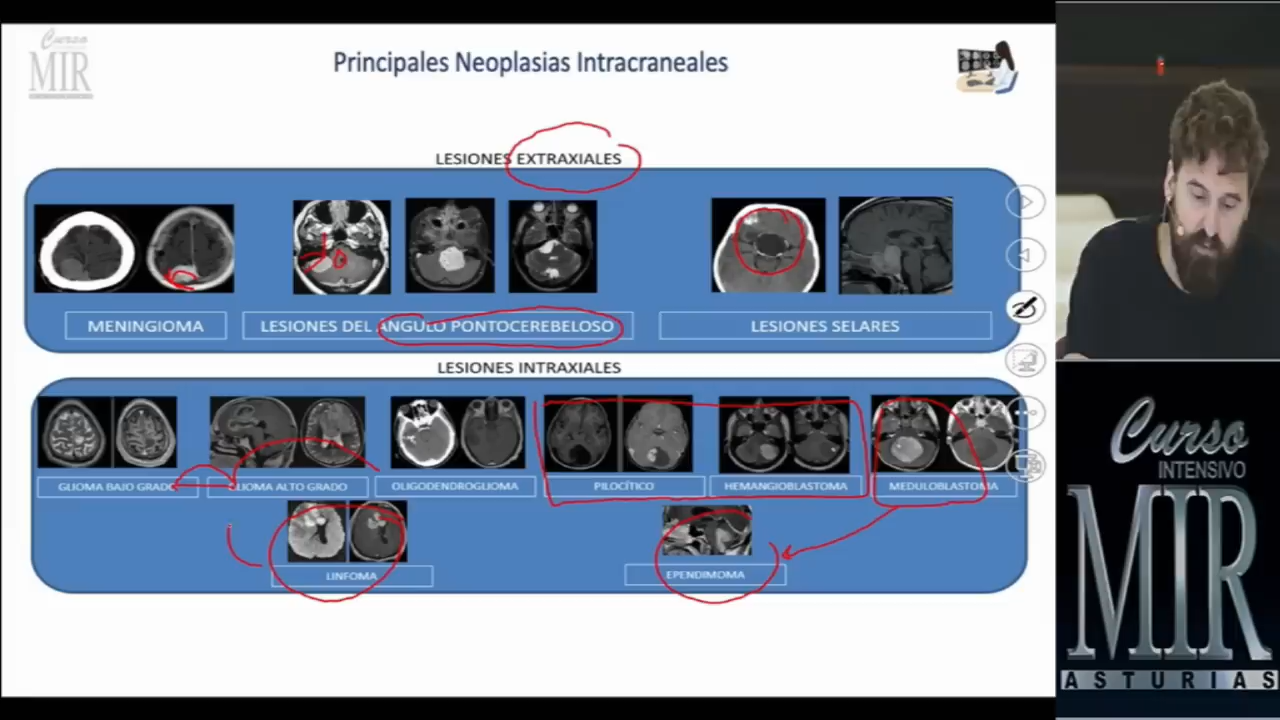 Curso
MIR
Principales Neoplasias Intracraneales
LESIONES EXTRAXIALES
MENINGIOMA
LESIONES DEL ANGULO PONTOCEREBELOSO
LESIONES SELARES
LESIONES INTRAXIALES
GLIOMA BAJO GRADO
GLIOMA ALTO GRADO
OLIGODENDROGLIOMA
PILOCÍTICO
HEMANGIOBLASTOMA
MEDULOBLASTOMA
LINFOMA
EPENDIMOMA
Curso
INTENSIVO
MIR
ASTURIAS